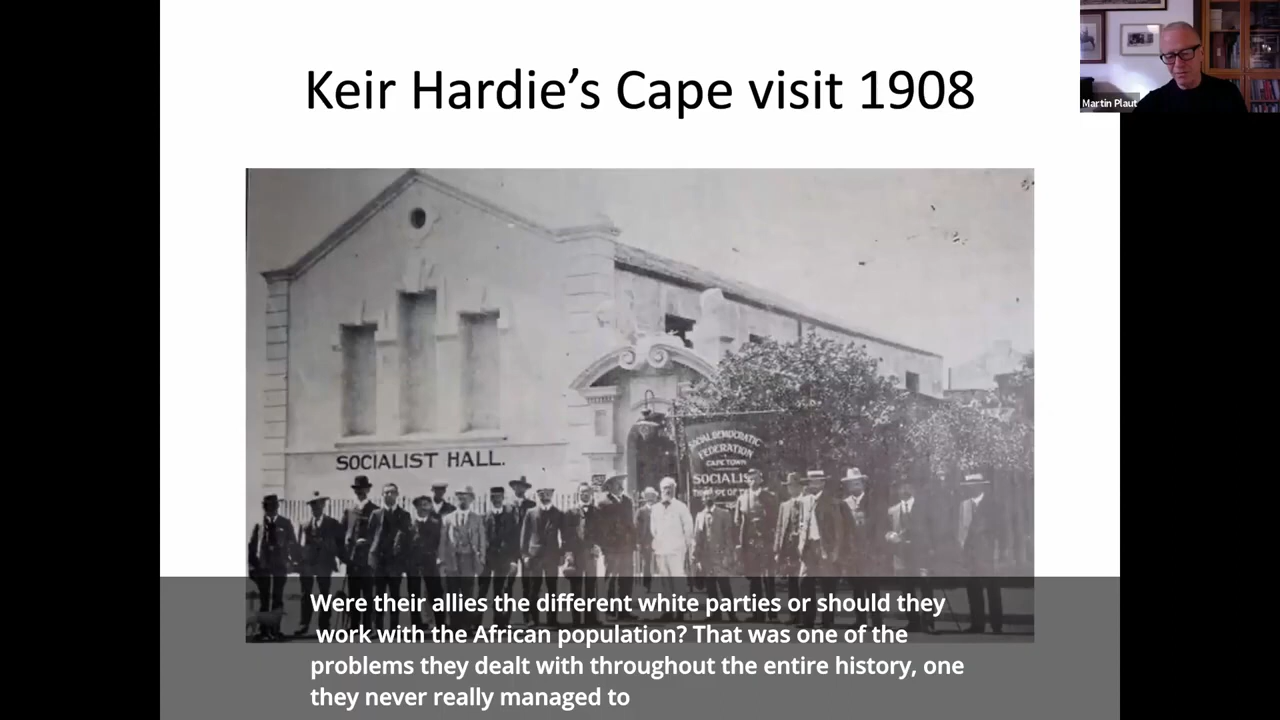 Keir Hardie's Cape visit 1908
Martin Plaut
SOCIALIST HALL.
SOCIAL DEMOCRATIC
FEDERATION
CAPE TOWN
SOCIALIS
Were their allies the different white parties or should they
work with the African population? That was one of the
problems they dealt with throughout the entire history, one
they never really managed to